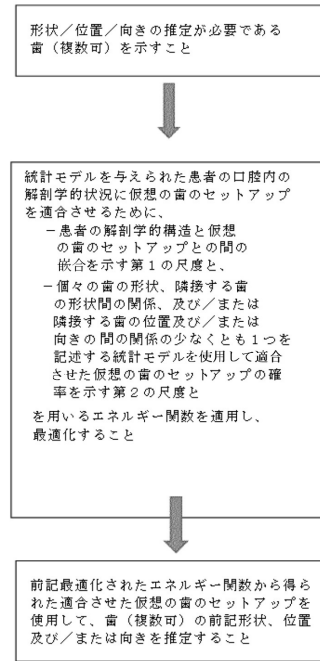 形状／位置／向きの推定が必要である
歯（複数可）を示すこと
統計モデルを与えられた患者の口腔内の
解剖学的状況に仮想の歯のセットアップ
を適合させるために、
－患者の解剖学的構造と仮想
の歯のセットアップとの間の
嵌合を示す第１の尺度と、
－個々の歯の形状、隣接する歯
の形状間の関係、及び／または
隣接する歯の位置及び／または
向きの間の関係の少なくとも１つを
記述する統計モデルを使用して適合
させた仮想の歯のセットアップの確
率を示す第２の尺度と
を用いるエネルギー関数を適用し、
最適化すること
前記最適化されたエネルギー関数から得ら
れた適合させた仮想の歯のセットアップを
使用して、歯（複数可）の前記形状、位置
及び／または向きを推定すること